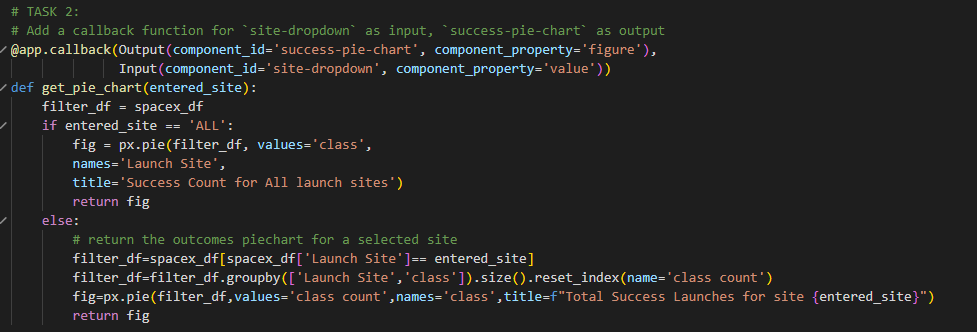 # TASK 2:
# Add a callback function for `site-dropdown` as input, `success-pie-chart` as output
@app.callback(Output(component_id='success-pie-chart', component_property='figure'),
              Input(component_id='site-dropdown', component_property='value'))
def get_pie_chart(entered_site):
    filter_df = spacex_df
    if entered_site == 'ALL':
        fig = px.pie(filter_df, values='class',
        names='Launch Site',
        title='Success Count for All launch sites')
        return fig
    else:
        # return the outcomes piechart for a selected site
        filter_df=spacex_df[spacex_df['Launch Site']== entered_site]
        filter_df=filter_df.groupby(['Launch Site','class']).size().reset_index(name='class count')
        fig=px.pie(filter_df,values='class count',names='class',title=f"Total Success Launches for site {entered_site}")
        return fig